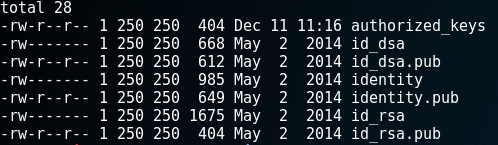 total 28
-rw-r--r-- 1 250 250  404 Dec 11 11:16 authorized_keys
-rw------- 1 250 250  668 May  2  2014 id_dsa
-rw-r--r-- 1 250 250  612 May  2  2014 id_dsa.pub
-rw------- 1 250 250  985 May  2  2014 identity
-rw-r--r-- 1 250 250  649 May  2  2014 identity.pub
-rw------- 1 250 250 1675 May  2  2014 id_rsa
-rw-r--r-- 1 250 250  404 May  2  2014 id_rsa.pub